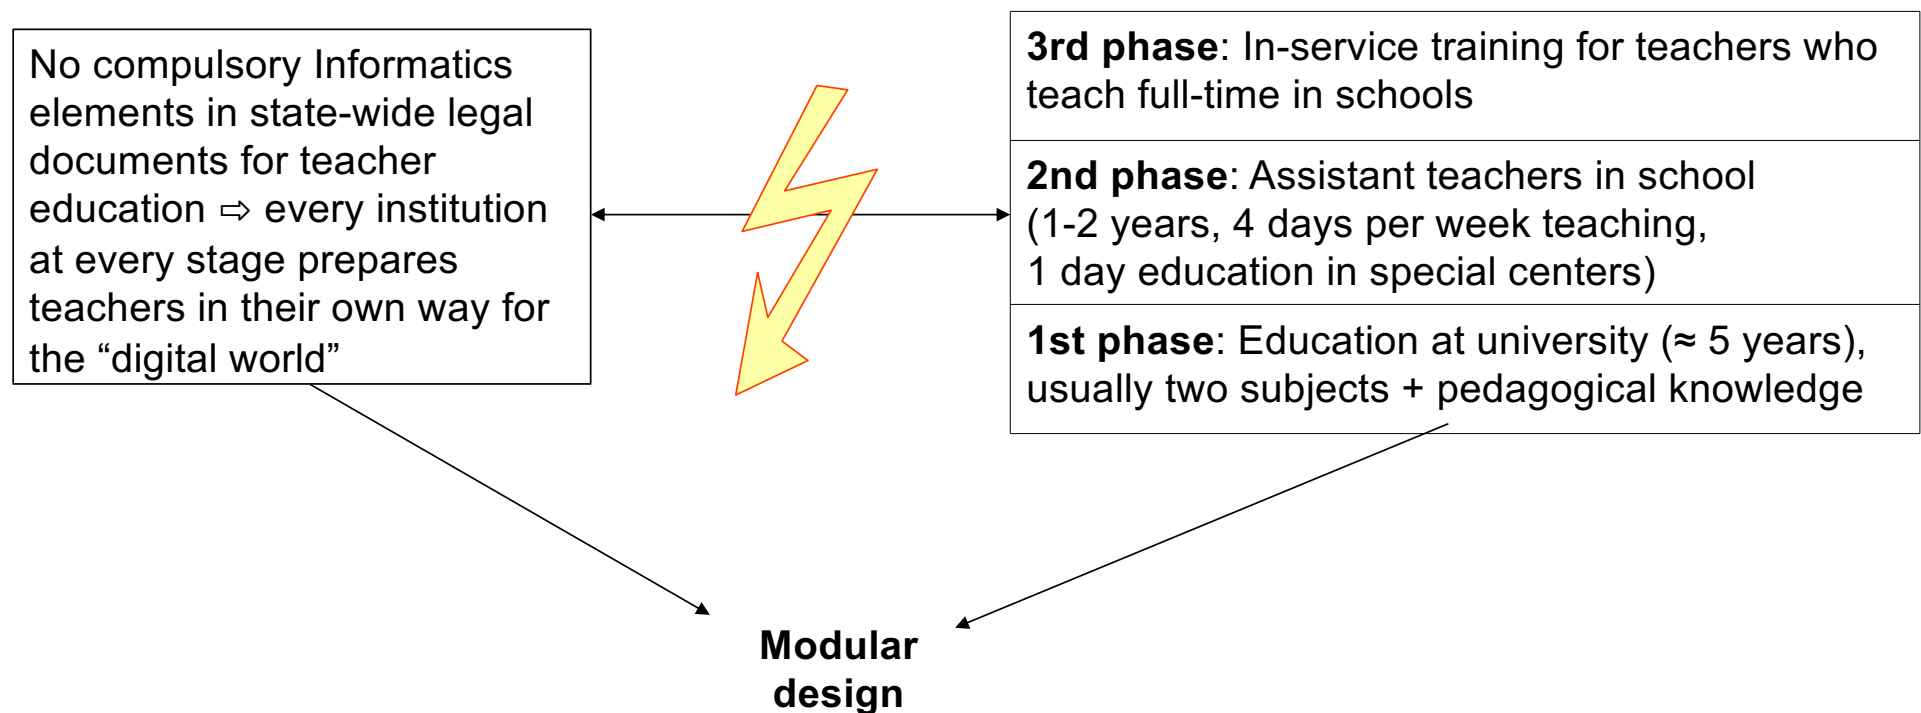 No compulsory Informatics
elements in state-wide legal
documents for teacher
education ⇨ every institution
at every stage prepares
teachers in their own way for
the “digital world”
3rd phase: In-service training for teachers who
teach full-time in schools
2nd phase: Assistant teachers in school
(1-2 years, 4 days per week teaching,
1 day education in special centers)
1st phase: Education at university (≈ 5 years),
usually two subjects + pedagogical knowledge
Modular
design